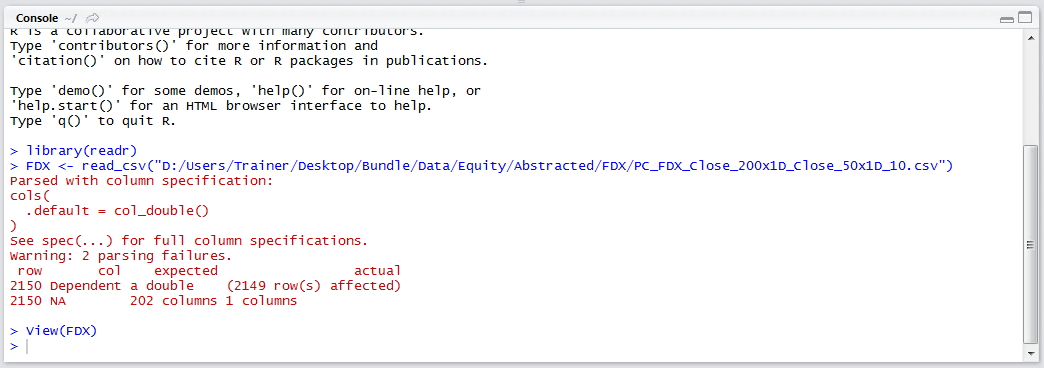 Console ~/
R is a collaborative project with many contributors.
Type 'contributors()' for more information and
'citation()' on how to cite R or R packages in publications.
Type 'demo()' for some demos, 'help()' for on-line help, or
'help.start()' for an HTML browser interface to help.
Type 'q()' to quit R.
> library(readr)
> FDX <- read_csv("D:/Users/Trainer/Desktop/Bundle/Data/Equity/Abstracted/FDX/PC_FDX_Close_200x1D_Close_50x1D_10.csv")
Parsed with column specification:
cols(
  .default = col_double()
)
See spec(...) for full column specifications.
Warning: 2 parsing failures.
 row       col    expected                 actual
2150 Dependent a double    (2149 row(s) affected)
2150 NA        202 columns 1 columns
> View(FDX)
>